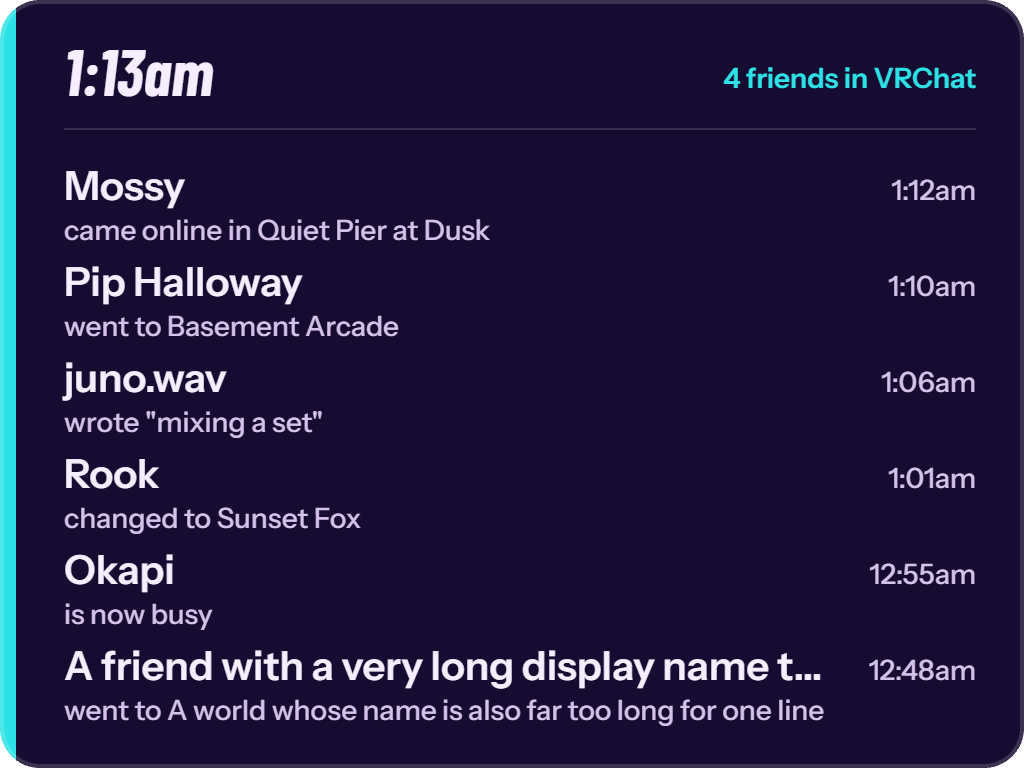 1:13am
4 friends in VRChat
Mossy
1:12am
came online in Quiet Pier at Dusk
Pip Halloway
1:10am
went to Basement Arcade
juno.wav
1:06am
wrote "mixing a set"
Rook
1:01am
changed to Sunset Fox
Okapi
12:55am
is now busy
A friend with a very long display name t...
12:48am
went to A world whose name is also far too long for one line